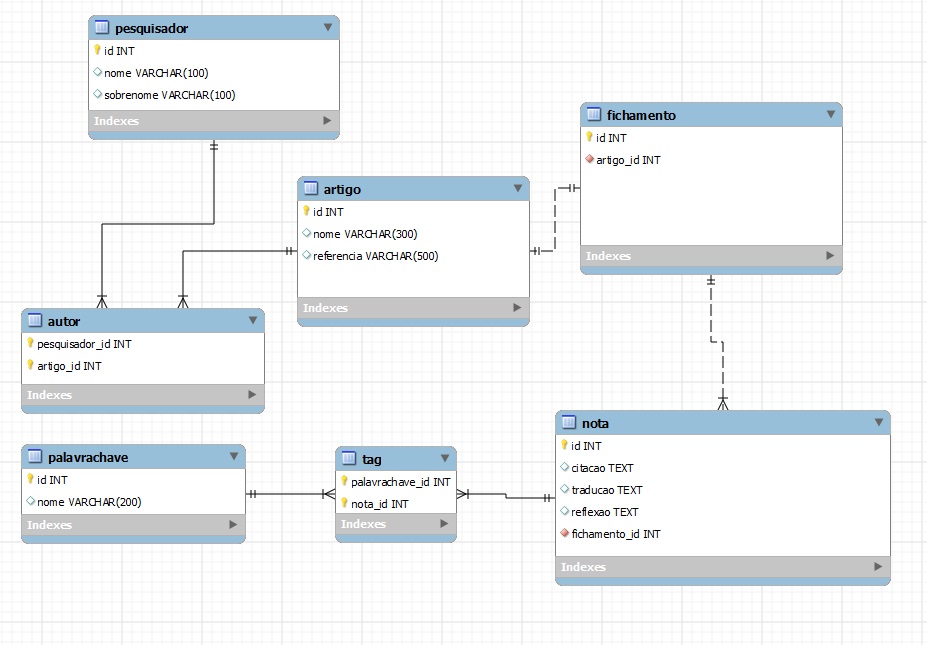 pesquisador
id INT
nome VARCHAR(100)
sobrenome VARCHAR(100)
Indexes
fichamento
id INT
artigo_id INT
Indexes
artigo
id INT
nome VARCHAR(300)
referencia VARCHAR(500)
Indexes
autor
pesquisador_id INT
artigo_id INT
Indexes
palavrachave
id INT
nome VARCHAR(200)
Indexes
tag
palavrachave_id INT
nota_id INT
Indexes
nota
id INT
citacao TEXT
traducao TEXT
reflexao TEXT
fichamento_id INT
Indexes